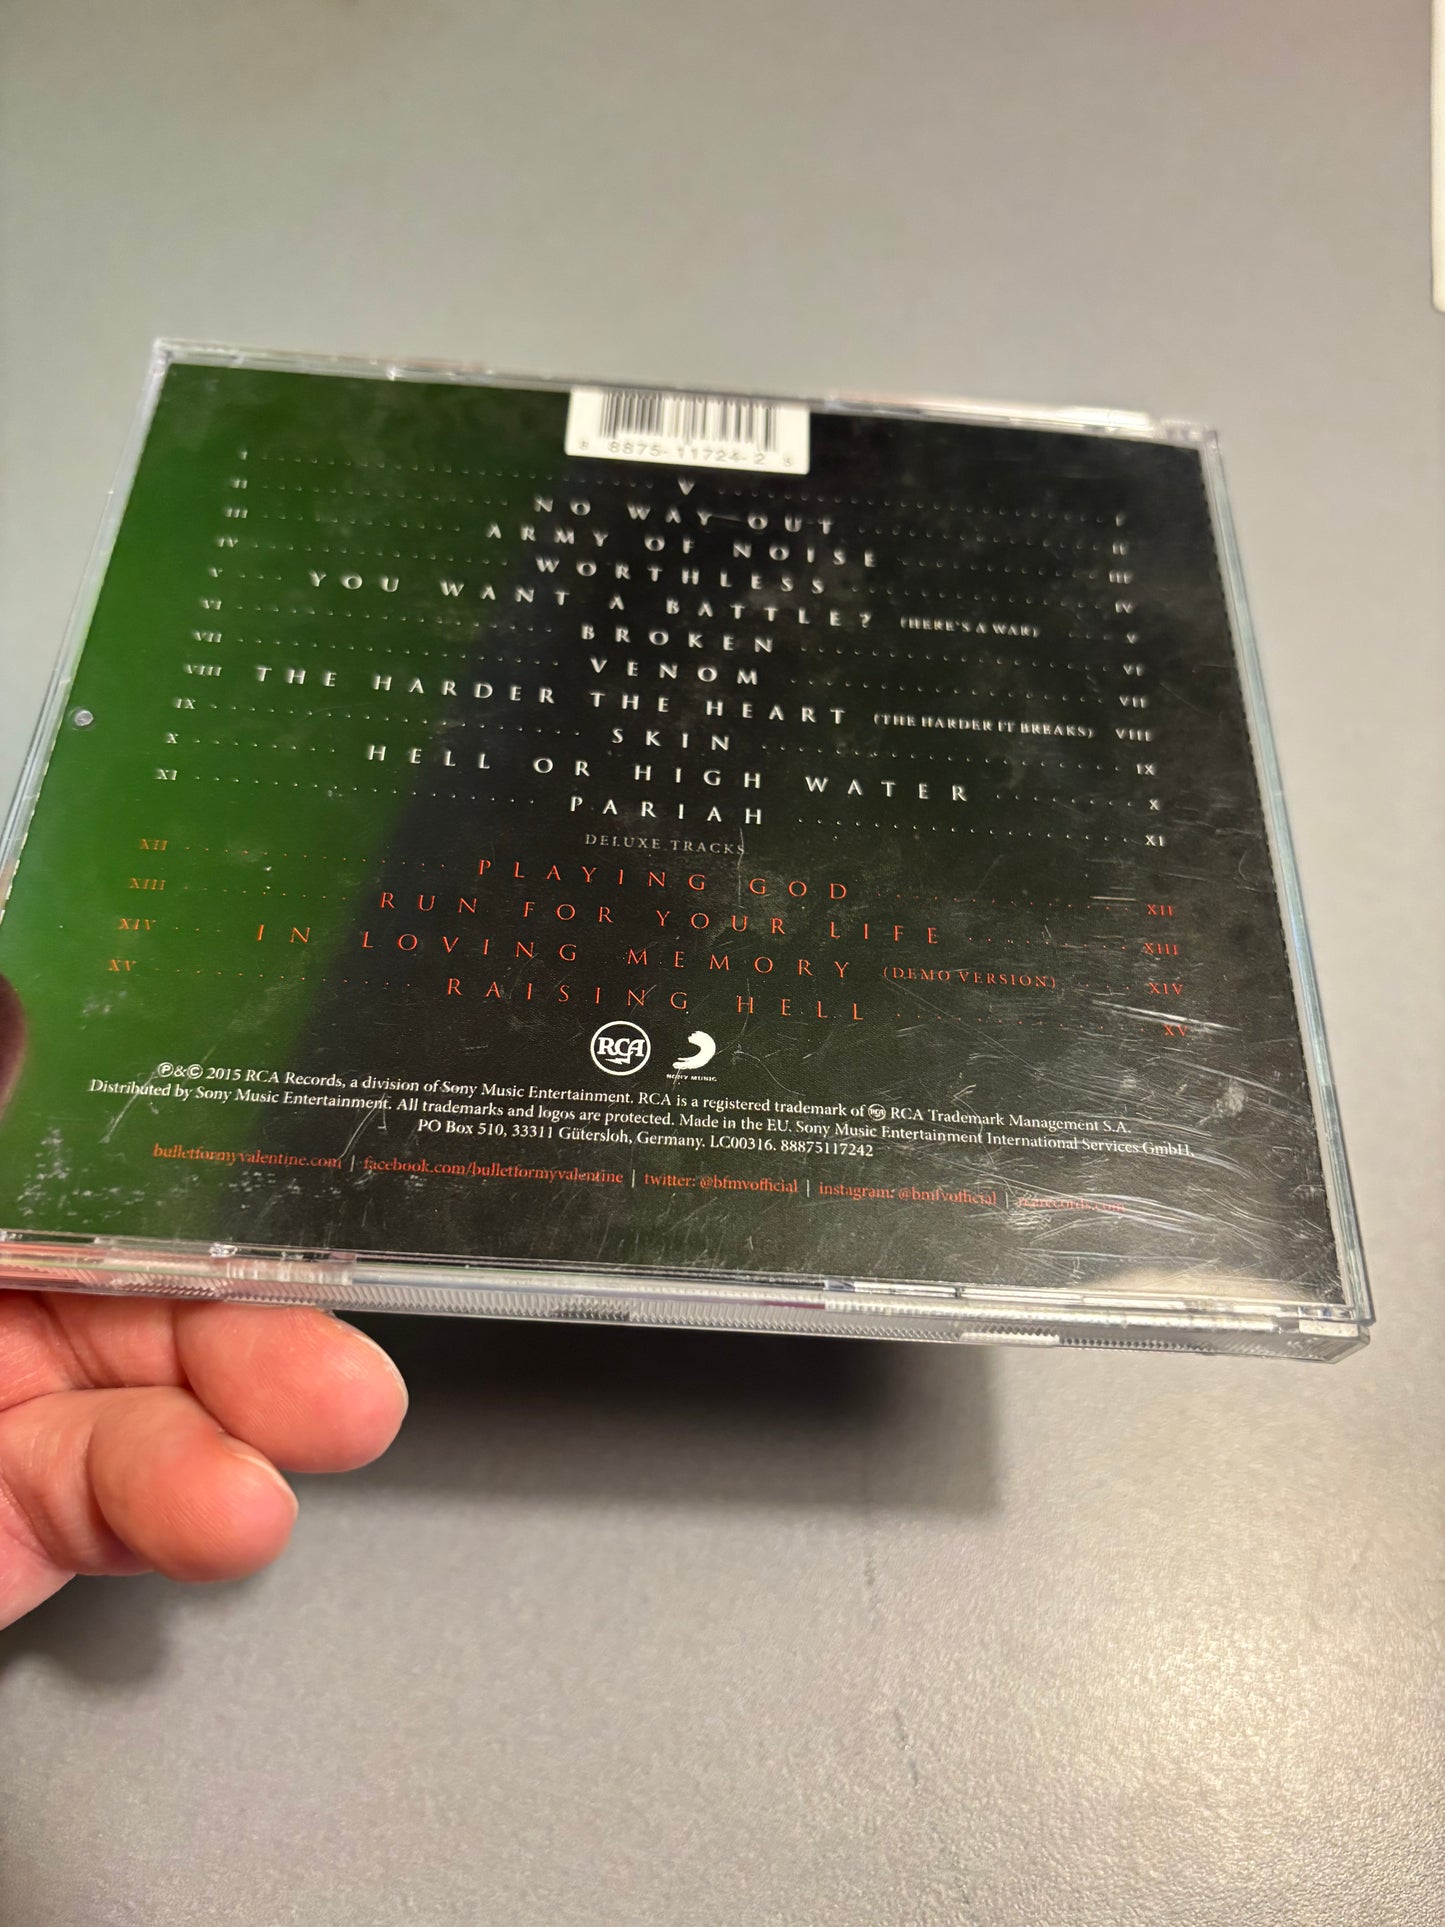 8 8875-11724-2 3
I V I
II NO WAY OUT II
III ARMY OF NOISE III
IV WORTHLESS IV
V YOU WANT A BATTLE? (HERE'S A WAR) V
VI BROKEN VI
VII VENOM VII
VIII THE HARDER THE HEART (THE HARDER IT BREAKS) VIII
IX SKIN IX
X HELL OR HIGH WATER X
XI PARIAH XI
DELUXE TRACKS
XII PLAYING GOD XII
XIII RUN FOR YOUR LIFE XIII
XIV IN LOVING MEMORY (DEMO VERSION) XIV
XV RAISING HELL XV
RCA SONY MUSIC
℗&© 2015 RCA Records, a division of Sony Music Entertainment. RCA is a registered trademark of RCA RCA Trademark Management S.A.
Distributed by Sony Music Entertainment. All trademarks and logos are protected. Made in the EU. Sony Music Entertainment International Services GmbH,
PO Box 510, 33311 Gütersloh, Germany. LC00316. 88875117242
bulletformyvalentine.com | facebook.com/bulletformyvalentine | twitter: @bfmvofficial | instagram: @bmfvofficial | rcarecords.com